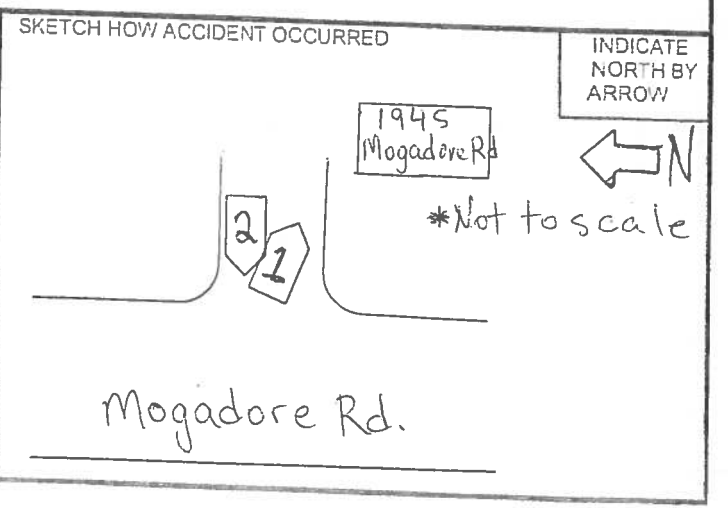 SKETCH HOW ACCIDENT OCCURRED
INDICATE
NORTH BY
ARROW
1945
Mogadore Rd
N
*Not to scale
2
1
Mogadore Rd.